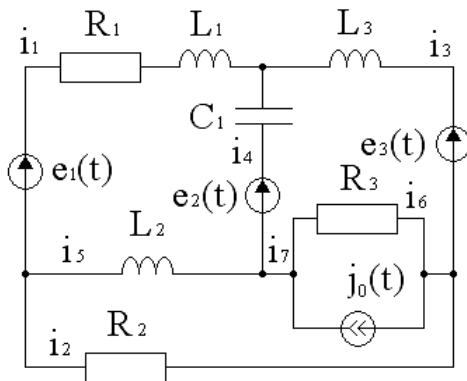 i₁ R₁ L₁ L₃ i₃
C₁
i₄
e₁(t) e₂(t) e₃(t)
R₃ i₆
i₅ L₂ i₇
j₀(t)
i₂ R₂